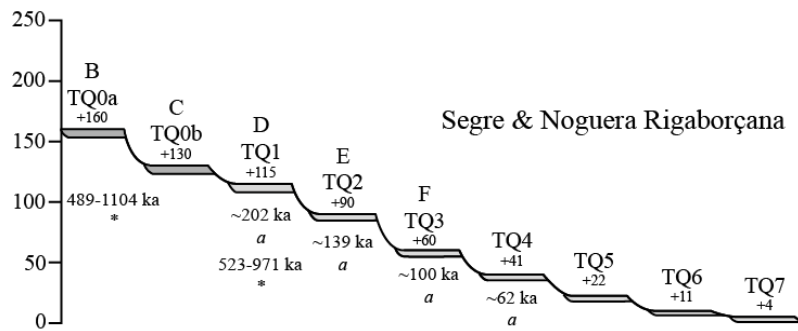 250
200
150
100
50
0
B
TQ0a
+160
C
TQ0b
+130
D
TQ1
+115
E
TQ2
+90
F
TQ3
+60
TQ4
+41
TQ5
+22
TQ6
+11
TQ7
+4
Segre & Noguera Rigaborçana
489-1104 ka
*
~202 ka
a
523-971 ka
*
~139 ka
a
~100 ka
a
~62 ka
a